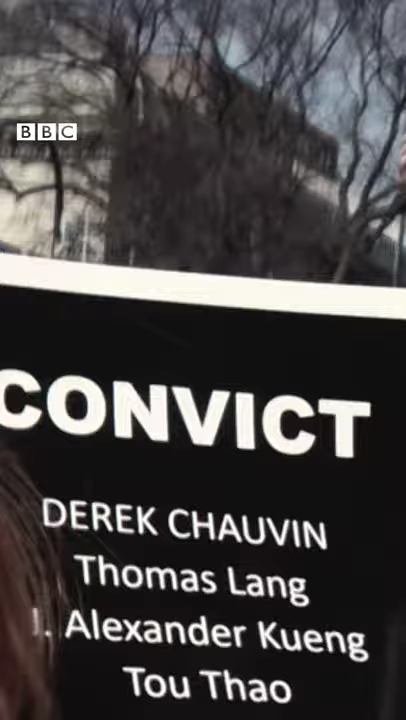 BBC
CONVICT
DEREK CHAUVIN
Thomas Lang
J. Alexander Kueng
Tou Thao